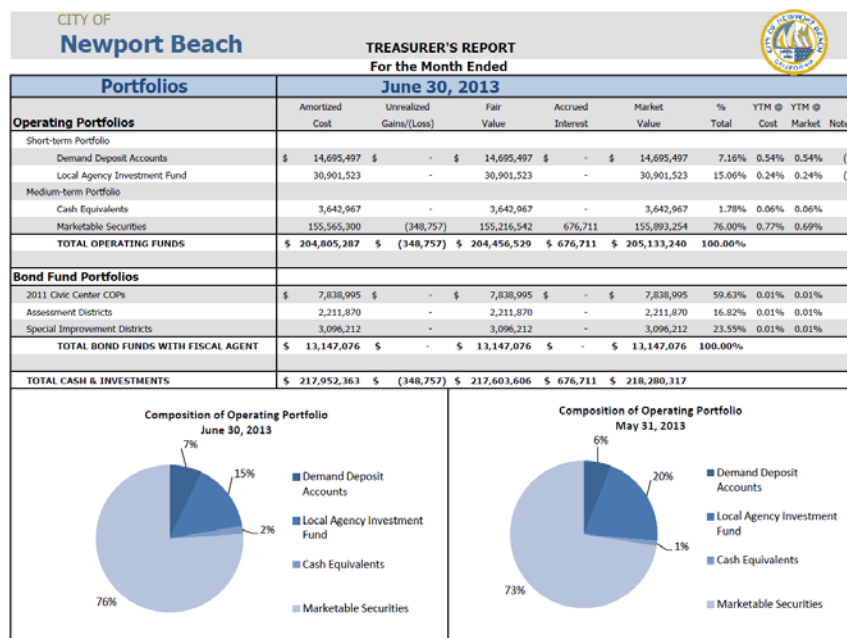 CITY OF
Newport Beach
TREASURER'S REPORT
For the Month Ended
CITY OF NEWPORT BEACH
CALIFORNIA
Portfolios June 30, 2013
Amortized Unrealized Fair Accrued Market % YTM @ YTM @
Operating Portfolios Cost Gains/(Loss) Value Interest Value Total Cost Market Note
Short-term Portfolio
Demand Deposit Accounts $ 14,695,497 $ - $ 14,695,497 $ - $ 14,695,497 7.16% 0.54% 0.54% (
Local Agency Investment Fund 30,901,523 - 30,901,523 - 30,901,523 15.06% 0.24% 0.24% (
Medium-term Portfolio
Cash Equivalents 3,642,967 - 3,642,967 - 3,642,967 1.78% 0.06% 0.06%
Marketable Securities 155,565,300 (348,757) 155,216,542 676,711 155,893,254 76.00% 0.77% 0.69%
TOTAL OPERATING FUNDS $ 204,805,287 $ (348,757) $ 204,456,529 $ 676,711 $ 205,133,240 100.00%
Bond Fund Portfolios
2011 Civic Center COPs $ 7,838,995 $ - $ 7,838,995 $ - $ 7,838,995 59.63% 0.01% 0.01%
Assessment Districts 2,211,870 - 2,211,870 - 2,211,870 16.82% 0.01% 0.01%
Special Improvement Districts 3,096,212 - 3,096,212 - 3,096,212 23.55% 0.01% 0.01%
TOTAL BOND FUNDS WITH FISCAL AGENT $ 13,147,076 $ - $ 13,147,076 $ - $ 13,147,076 100.00%
TOTAL CASH & INVESTMENTS $ 217,952,363 $ (348,757) $ 217,603,606 $ 676,711 $ 218,280,317
Composition of Operating Portfolio
June 30, 2013
7%
15%
2%
76%
Demand Deposit
Accounts
Local Agency Investment
Fund
Cash Equivalents
Marketable Securities
Composition of Operating Portfolio
May 31, 2013
6%
20%
1%
73%
Demand Deposit
Accounts
Local Agency Investment
Fund
Cash Equivalents
Marketable Securities